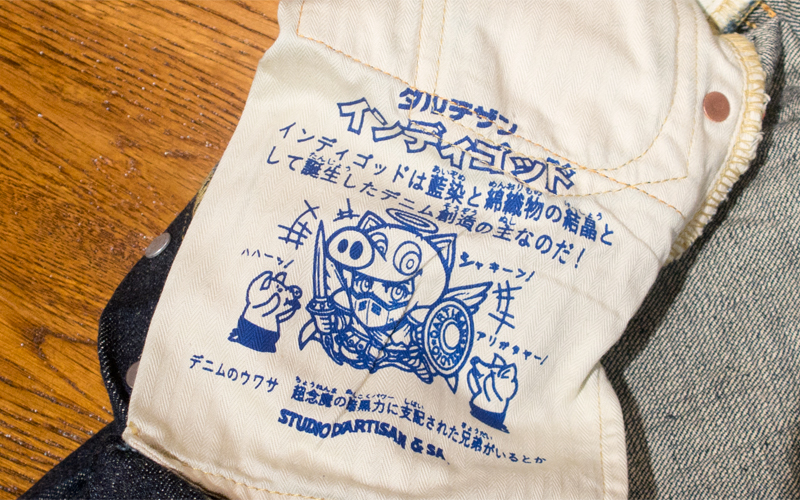 ダルチザン
インディゴッド
インディゴッドは藍染と綿織物の結晶と
して誕生したデニム創造の主なのだ!
シャキーン!
ハハーッ!
アリガタヤー!
デニムのウワサ
超念魔の暗黒力に支配された兄弟がいるとか
STUDIO D'ARTISAN & SA